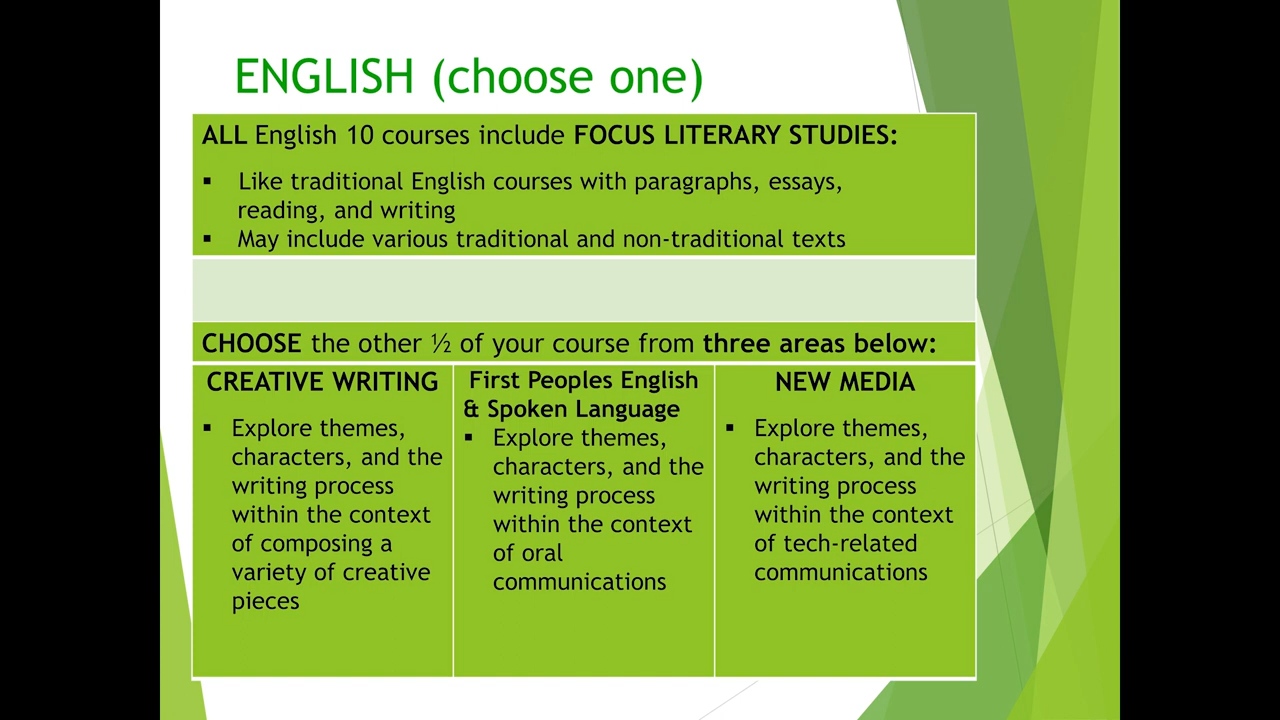 ENGLISH (choose one)
ALL English 10 courses include FOCUS LITERARY STUDIES:
▪ Like traditional English courses with paragraphs, essays,
reading, and writing
▪ May include various traditional and non-traditional texts
CHOOSE the other ½ of your course from three areas below:
CREATIVE WRITING
▪ Explore themes,
characters, and the
writing process
within the context
of composing a
variety of creative
pieces
First Peoples English
& Spoken Language
▪ Explore themes,
characters, and the
writing process
within the context
of oral
communications
NEW MEDIA
▪ Explore themes,
characters, and the
writing process
within the context
of tech-related
communications